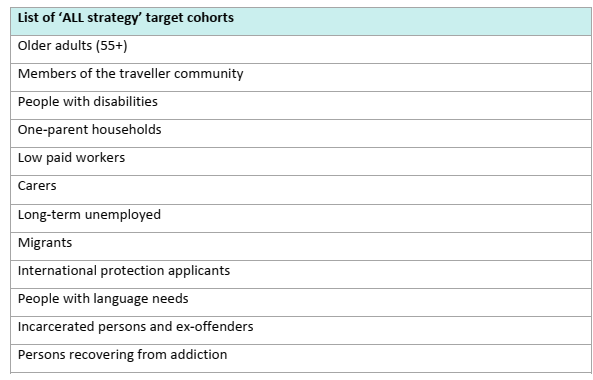 List of ‘ALL strategy’ target cohorts
Older adults (55+)
Members of the traveller community
People with disabilities
One-parent households
Low paid workers
Carers
Long-term unemployed
Migrants
International protection applicants
People with language needs
Incarcerated persons and ex-offenders
Persons recovering from addiction